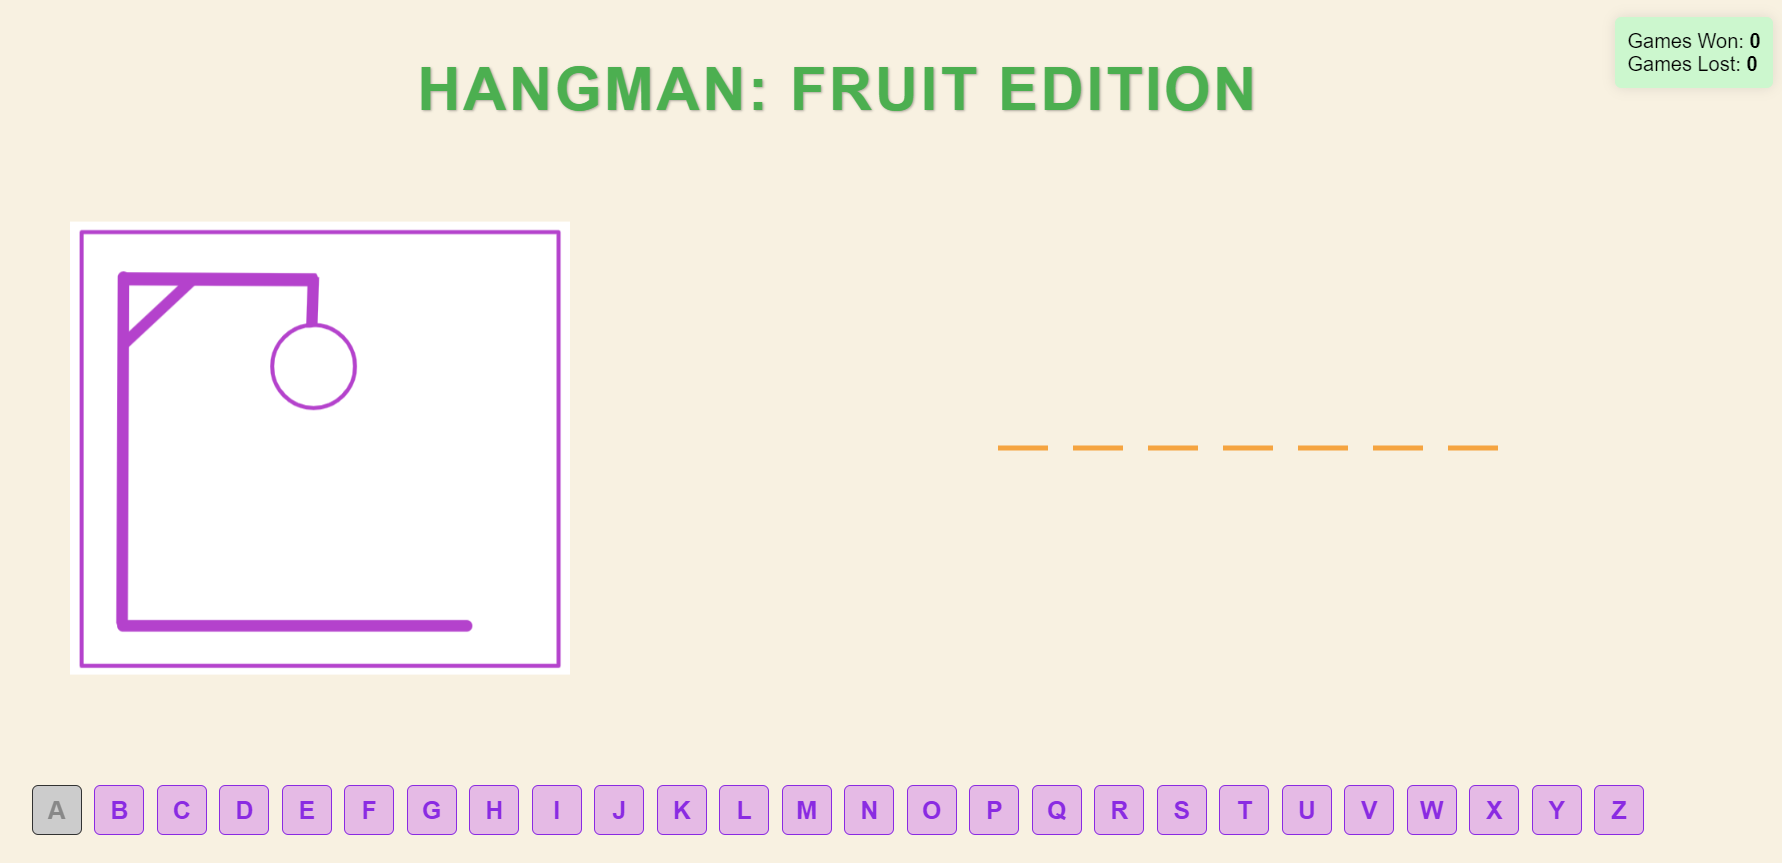 Games Won: 0
Games Lost: 0
HANGMAN: FRUIT EDITION
A B C D E F G H I J K L M N O P Q R S T U V W X Y Z